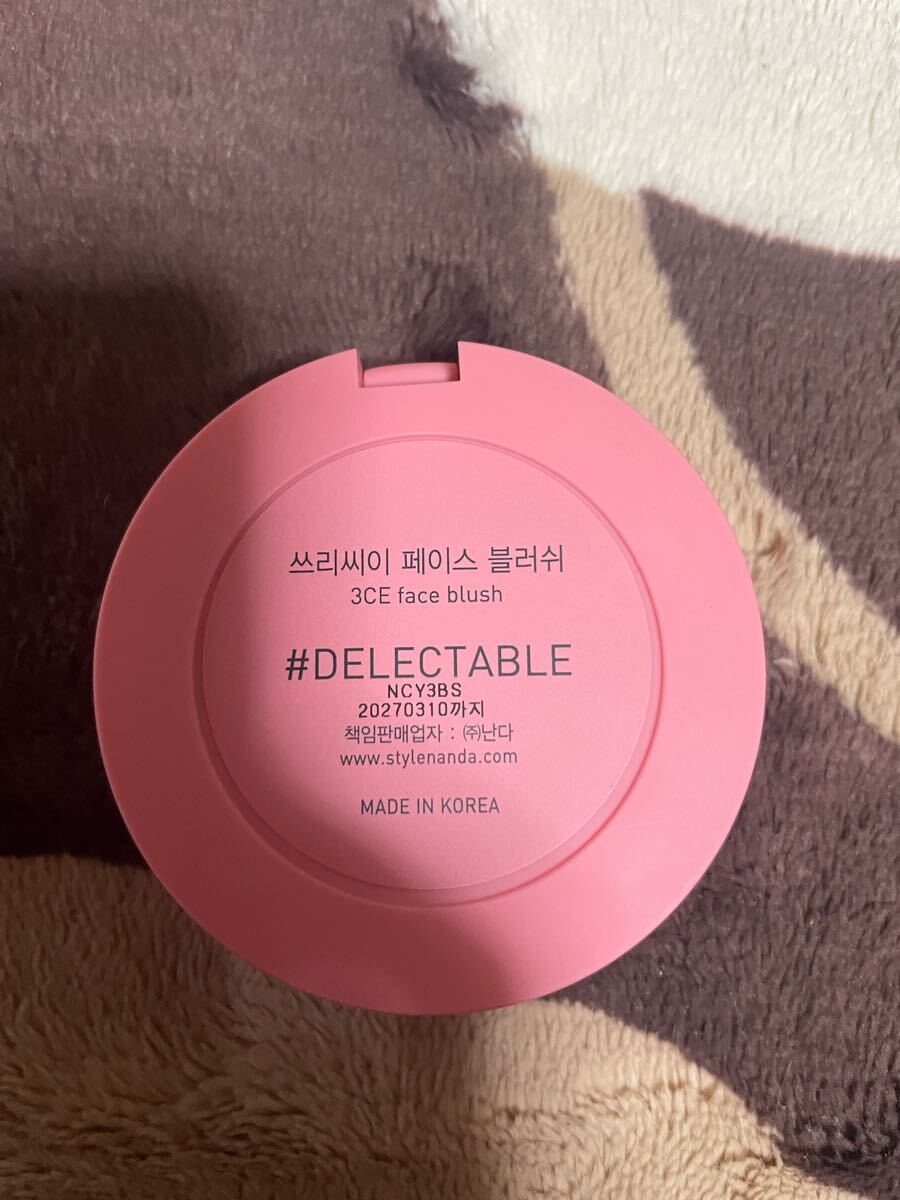 쓰리씨이 페이스 블러쉬
3CE face blush
#DELECTABLE
NCY3BS
20270310까지
책임판매업자 : ㈜난다
www.stylenanda.com
MADE IN KOREA